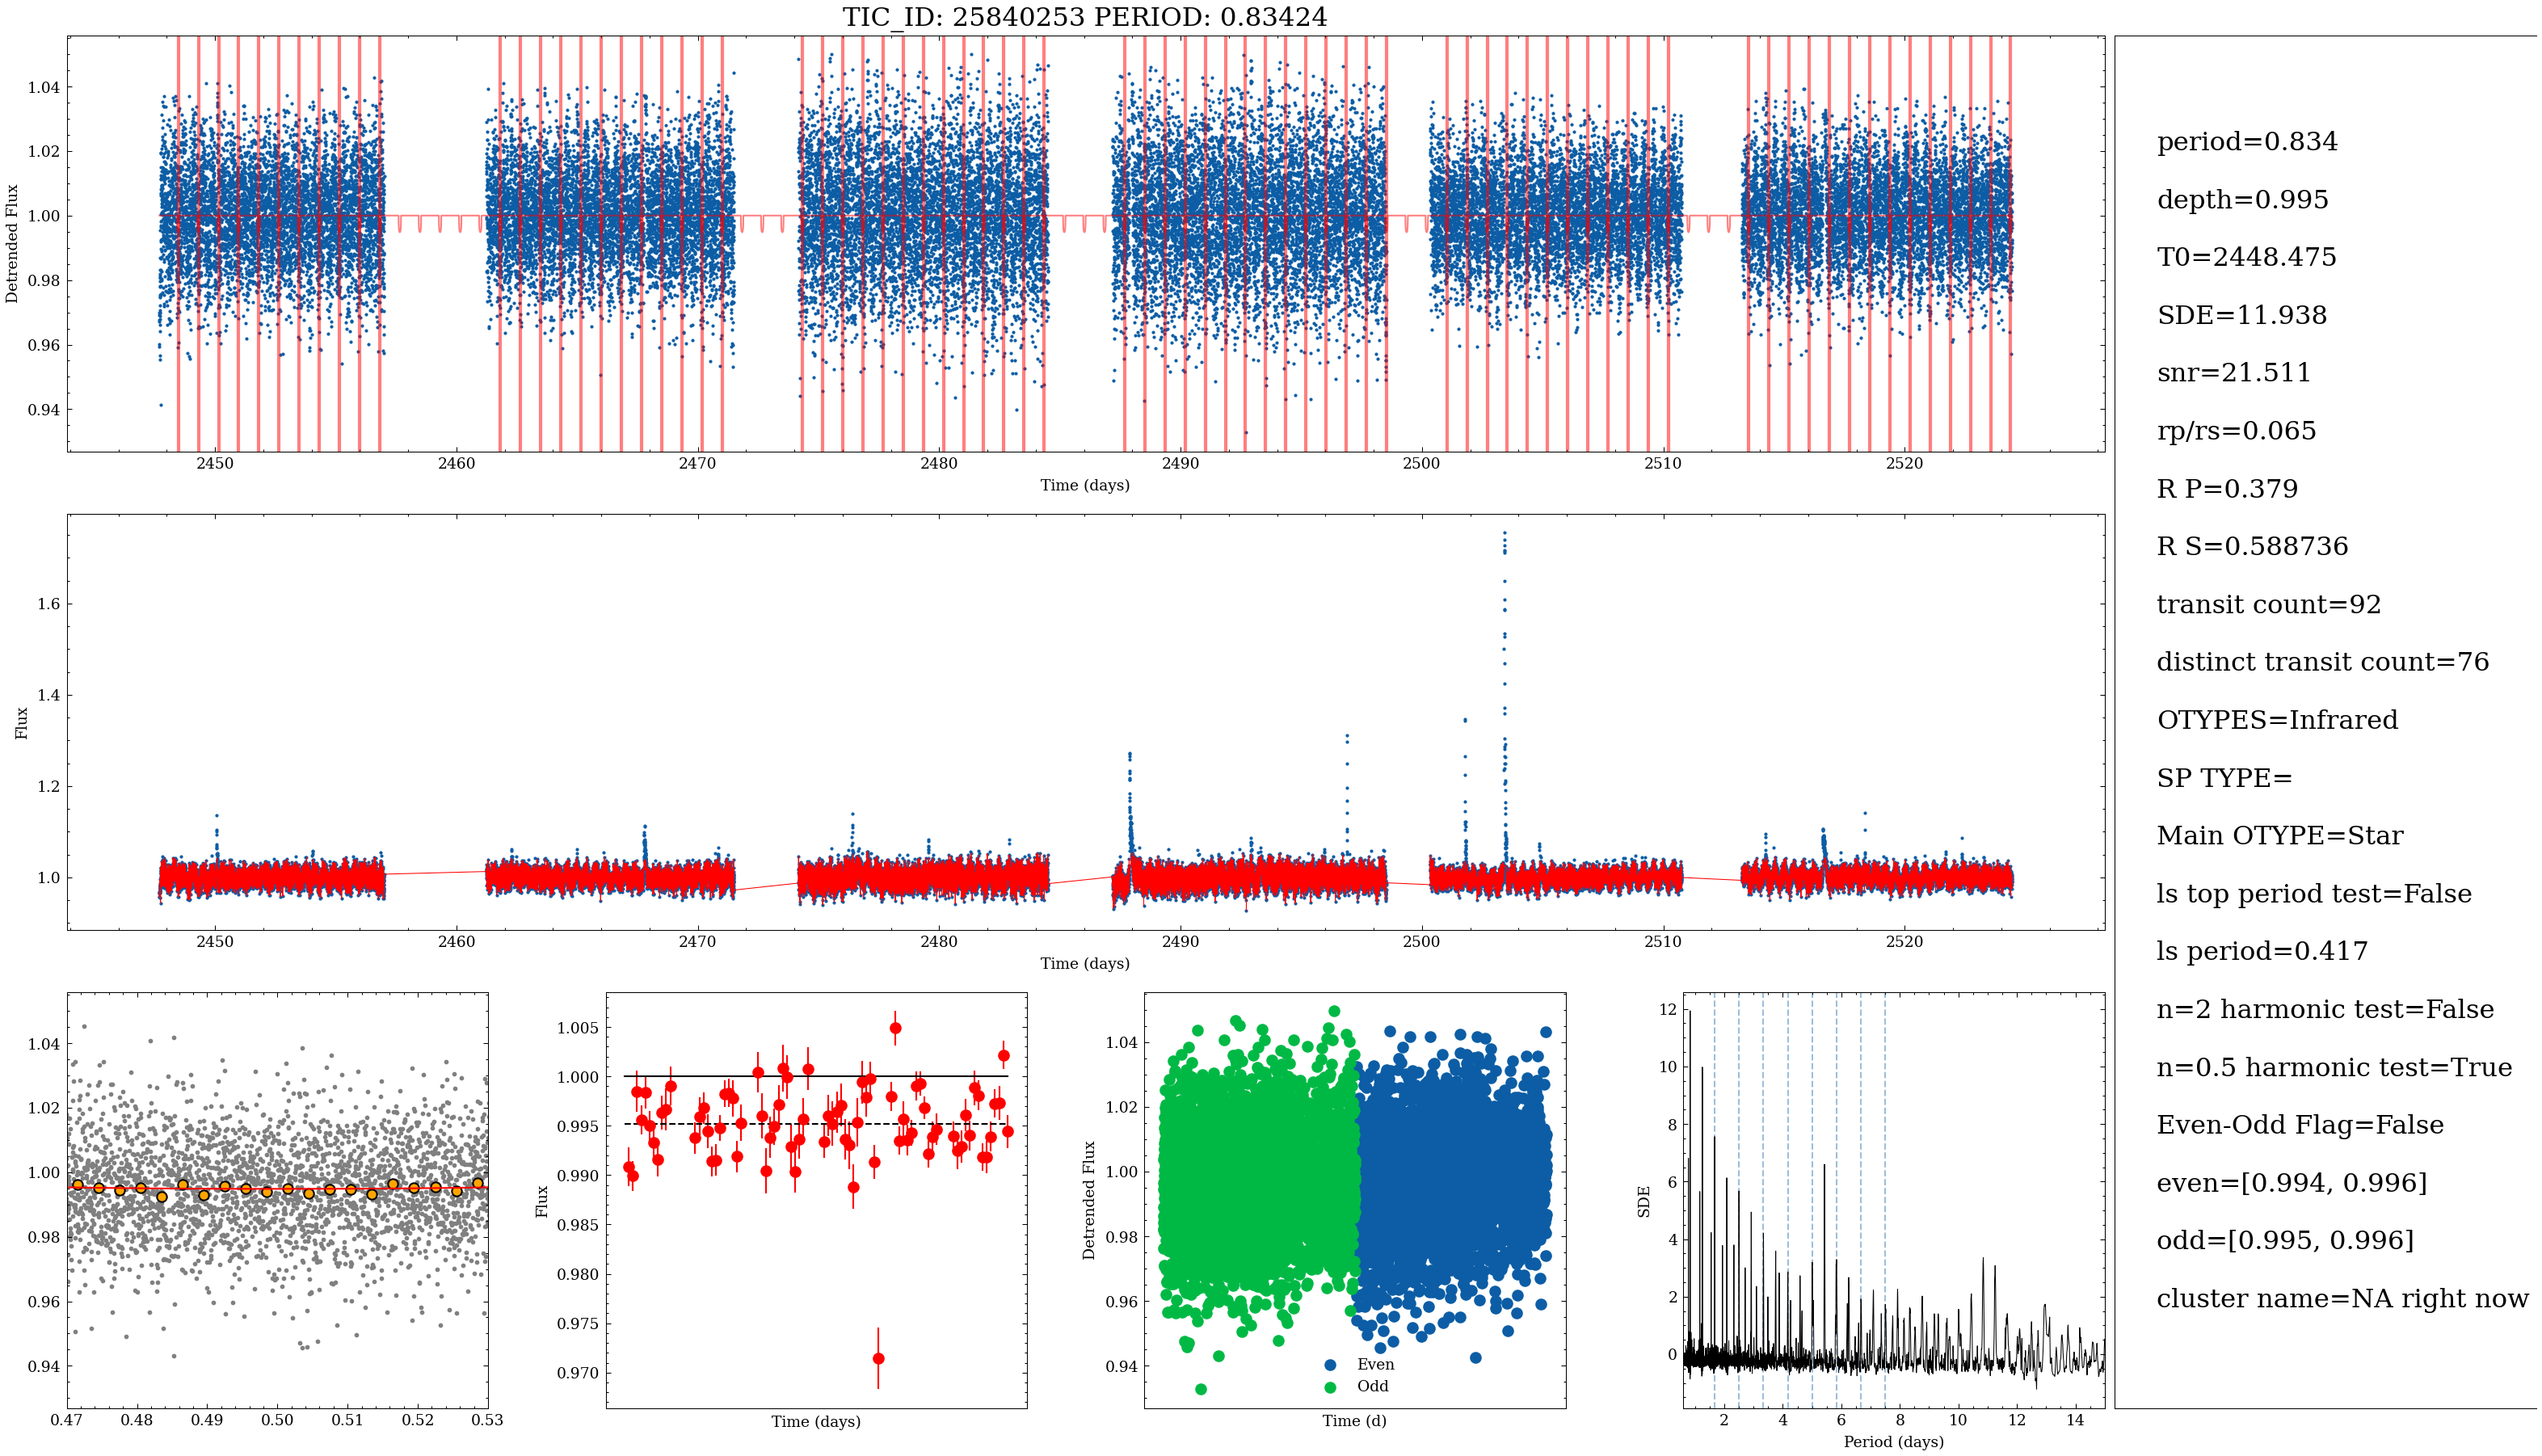 TIC_ID: 25840253 PERIOD: 0.83424
1.04
1.02
1.00
0.98
0.96
0.94
Detrended Flux
2450 2460 2470 2480 2490 2500 2510 2520
Time (days)
1.6
1.4
1.2
1.0
Flux
2450 2460 2470 2480 2490 2500 2510 2520
Time (days)
1.04
1.02
1.00
0.98
0.96
0.94
0.47 0.48 0.49 0.50 0.51 0.52 0.53
1.005
1.000
0.995
0.990
0.985
0.980
0.975
0.970
Flux
Time (days)
1.04
1.02
1.00
0.98
0.96
0.94
Detrended Flux
Even
Odd
Time (d)
12
10
8
6
4
2
0
SDE
2 4 6 8 10 12 14
Period (days)
period=0.834
depth=0.995
T0=2448.475
SDE=11.938
snr=21.511
rp/rs=0.065
R P=0.379
R S=0.588736
transit count=92
distinct transit count=76
OTYPES=Infrared
SP TYPE=
Main OTYPE=Star
ls top period test=False
ls period=0.417
n=2 harmonic test=False
n=0.5 harmonic test=True
Even-Odd Flag=False
even=[0.994, 0.996]
odd=[0.995, 0.996]
cluster name=NA right now